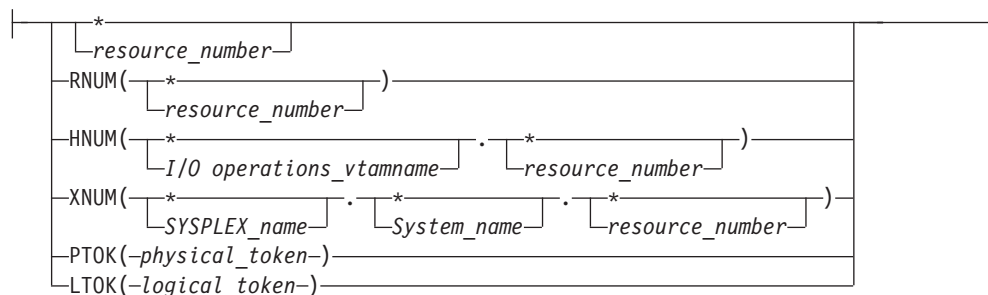 *
resource_number
RNUM( * )
resource_number
HNUM( * . * )
I/O operations_vtamname resource_number
XNUM( * . * . * )
SYSPLEX_name System_name resource_number
PTOK(physical_token)
LTOK(logical_token)